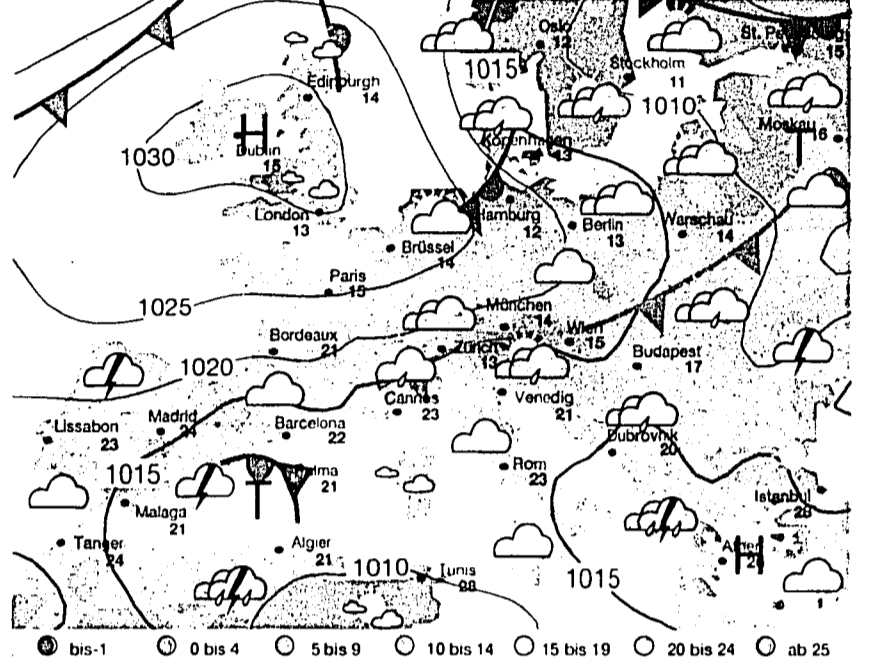 Oslo
12
St. Petersburg
15
1015
Stockholm
11
Edinburgh
14
1010
Moskau 16
T
H
Dublin
15
Kopenhagen
13
1030
London
13
Hamburg
12
Berlin
13
Warschau
14
Brüssel
14
Paris
15
1025
München
14
Wien
15
Bordeaux
21
Zürich
13
Budapest
17
1020
Cannes
23
Venedig
21
Lissabon
23
Madrid
24
Barcelona
22
Dubrovnik
20
1015
Palma
21
Rom
23
Istanbul
28
Malaga
21
T
Tanger
24
Algier
21
Athen
H
1010
Tunis
28
1015
bis-1
0 bis 4
5 bis 9
10 bis 14
15 bis 19
20 bis 24
ab 25